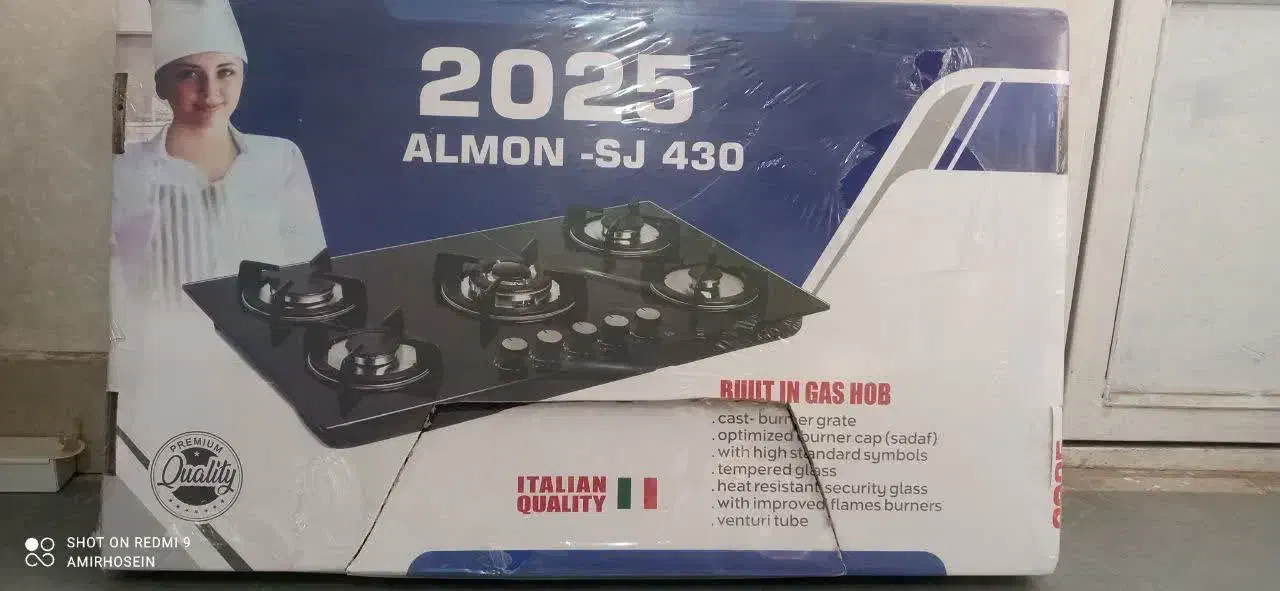 2025
ALMON -SJ 430
BUILT IN GAS HOB
. cast- burner grate
. optimized burner cap (sadaf)
. with high standard symbols
. tempered glass
. heat resistant security glass
. with improved flames burners
. venturi tube
ITALIAN
QUALITY
PREMIUM
Quality
SHOT ON REDMI 9
AMIRHOSEIN